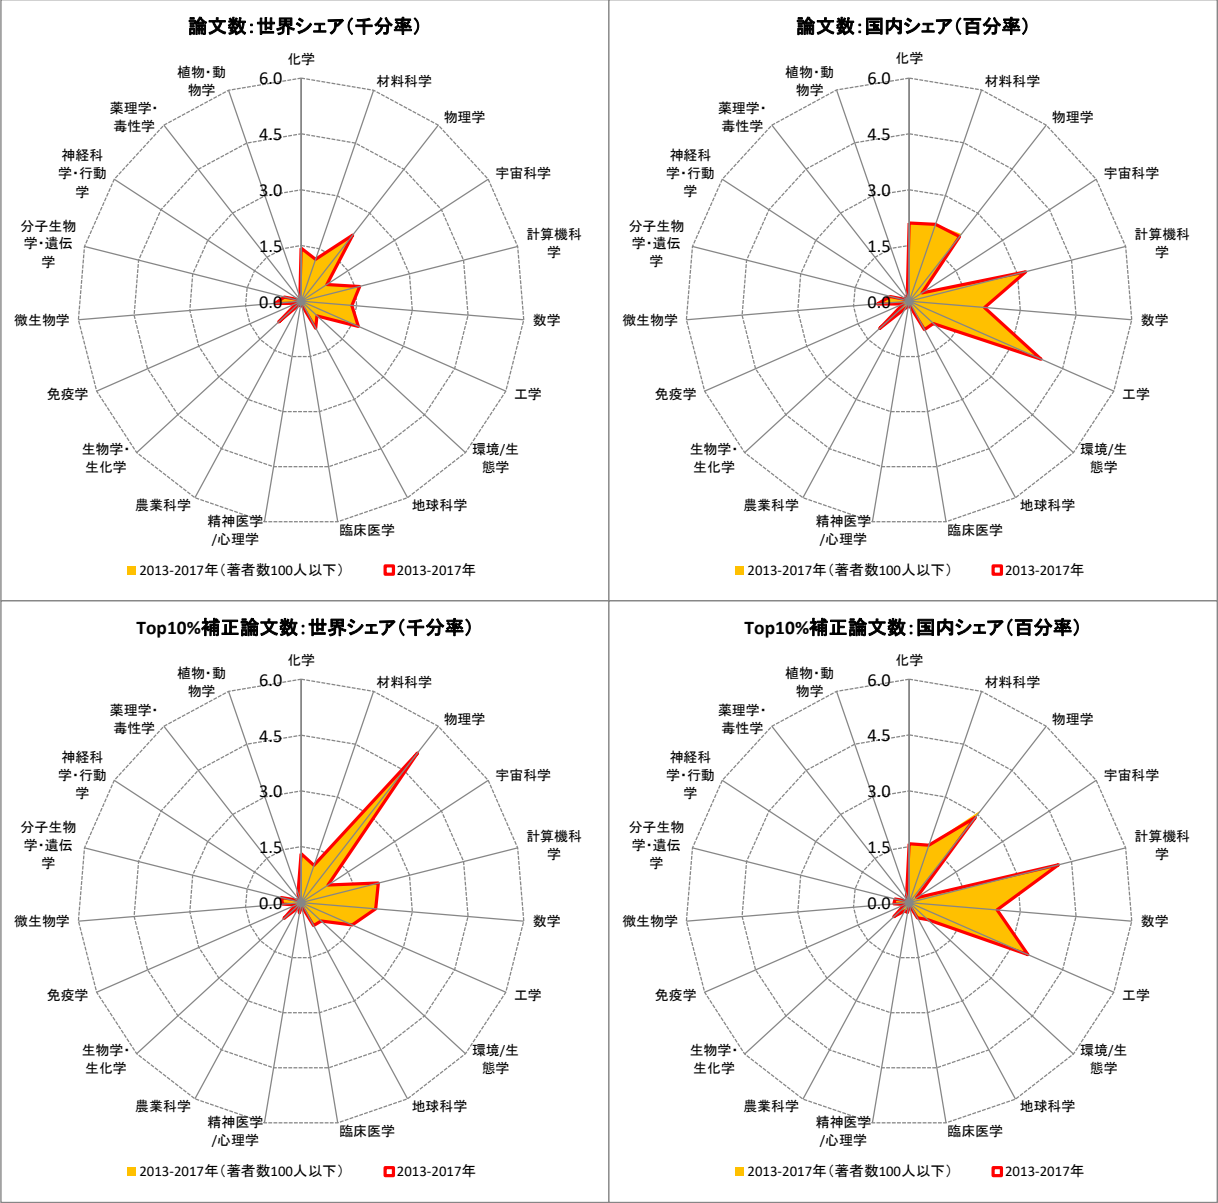 論文数：世界シェア（千分率）
化学
材料科学
物理学
宇宙科学
計算機科
学
数学
工学
環境/生
態学
地球科学
臨床医学
精神医学
/心理学
農業科学
生物学・
生化学
免疫学
微生物学
分子生物
学・遺伝
学
神経科
学・行動
学
薬理学・
毒性学
植物・動
物学
6.0
4.5
3.0
1.5
0.0
2013-2017年（著者数100人以下）
2013-2017年
論文数：国内シェア（百分率）
化学
材料科学
物理学
宇宙科学
計算機科
学
数学
工学
環境/生
態学
地球科学
臨床医学
精神医学
/心理学
農業科学
生物学・
生化学
免疫学
微生物学
分子生物
学・遺伝
学
神経科
学・行動
学
薬理学・
毒性学
植物・動
物学
6.0
4.5
3.0
1.5
0.0
2013-2017年（著者数100人以下）
2013-2017年
Top10%補正論文数：世界シェア（千分率）
化学
材料科学
物理学
宇宙科学
計算機科
学
数学
工学
環境/生
態学
地球科学
臨床医学
精神医学
/心理学
農業科学
生物学・
生化学
免疫学
微生物学
分子生物
学・遺伝
学
神経科
学・行動
学
薬理学・
毒性学
植物・動
物学
6.0
4.5
3.0
1.5
0.0
2013-2017年（著者数100人以下）
2013-2017年
Top10%補正論文数：国内シェア（百分率）
化学
材料科学
物理学
宇宙科学
計算機科
学
数学
工学
環境/生
態学
地球科学
臨床医学
精神医学
/心理学
農業科学
生物学・
生化学
免疫学
微生物学
分子生物
学・遺伝
学
神経科
学・行動
学
薬理学・
毒性学
植物・動
物学
6.0
4.5
3.0
1.5
0.0
2013-2017年（著者数100人以下）
2013-2017年